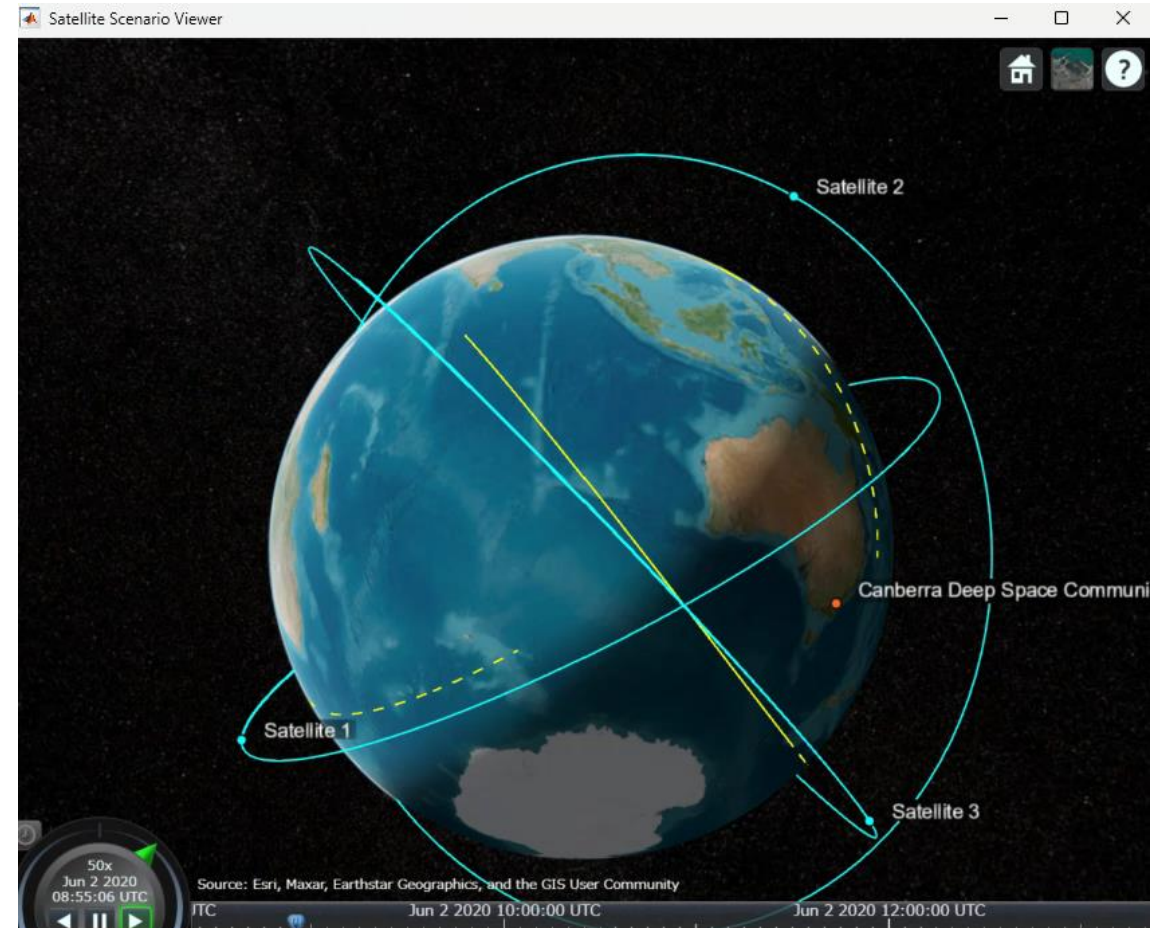 Satellite Scenario Viewer
?
Satellite 2
Canberra Deep Space Communi
Satellite 1
Satellite 3
50x
Jun 2 2020
08:55:06 UTC
Source: Esri, Maxar, Earthstar Geographics, and the GIS User Community
TC Jun 2 2020 10:00:00 UTC Jun 2 2020 12:00:00 UTC